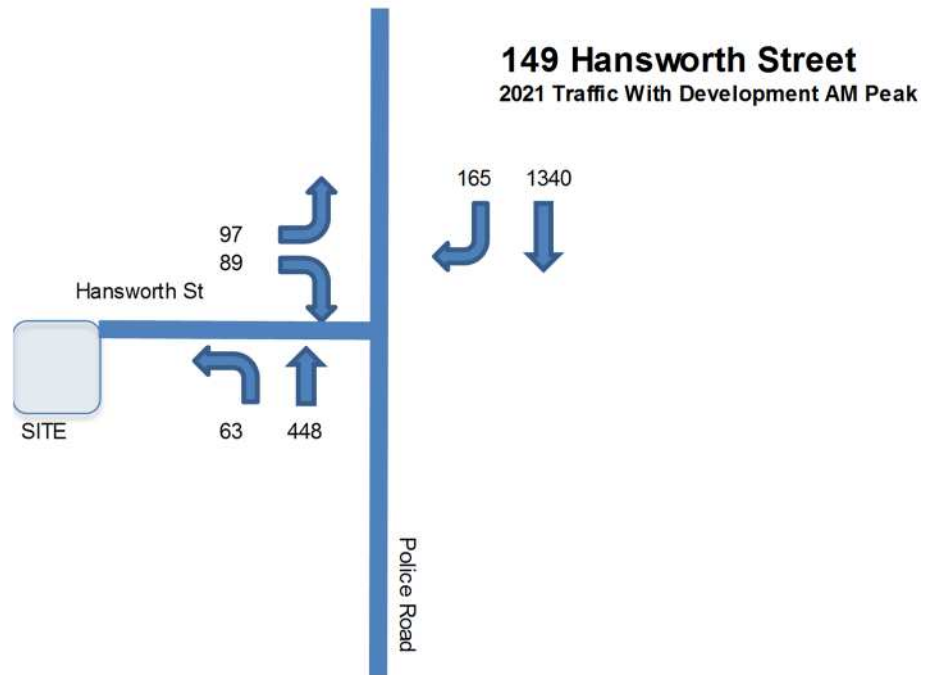 149 Hansworth Street
2021 Traffic With Development AM Peak
165 1340
97
89
Hansworth St
SITE
63 448
Police Road